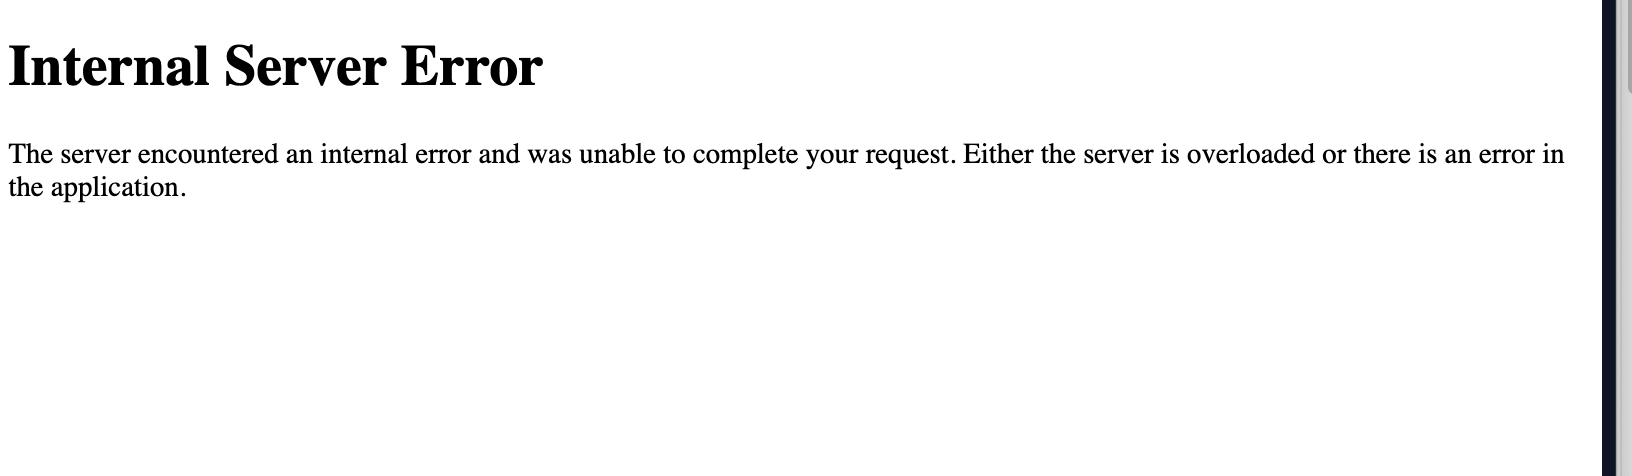 Internal Server Error
The server encountered an internal error and was unable to complete your request. Either the server is overloaded or there is an error in
the application.